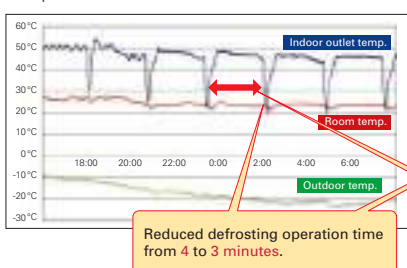 60°C
50°C
Indoor outlet temp.
40°C
30°C
20°C
Room temp.
10°C
0°C
18:00 20:00 22:00 0:00 2:00 4:00 6:00
-10°C
Outdoor temp.
-20°C
-30°C
Reduced defrosting operation time
from 4 to 3 minutes.